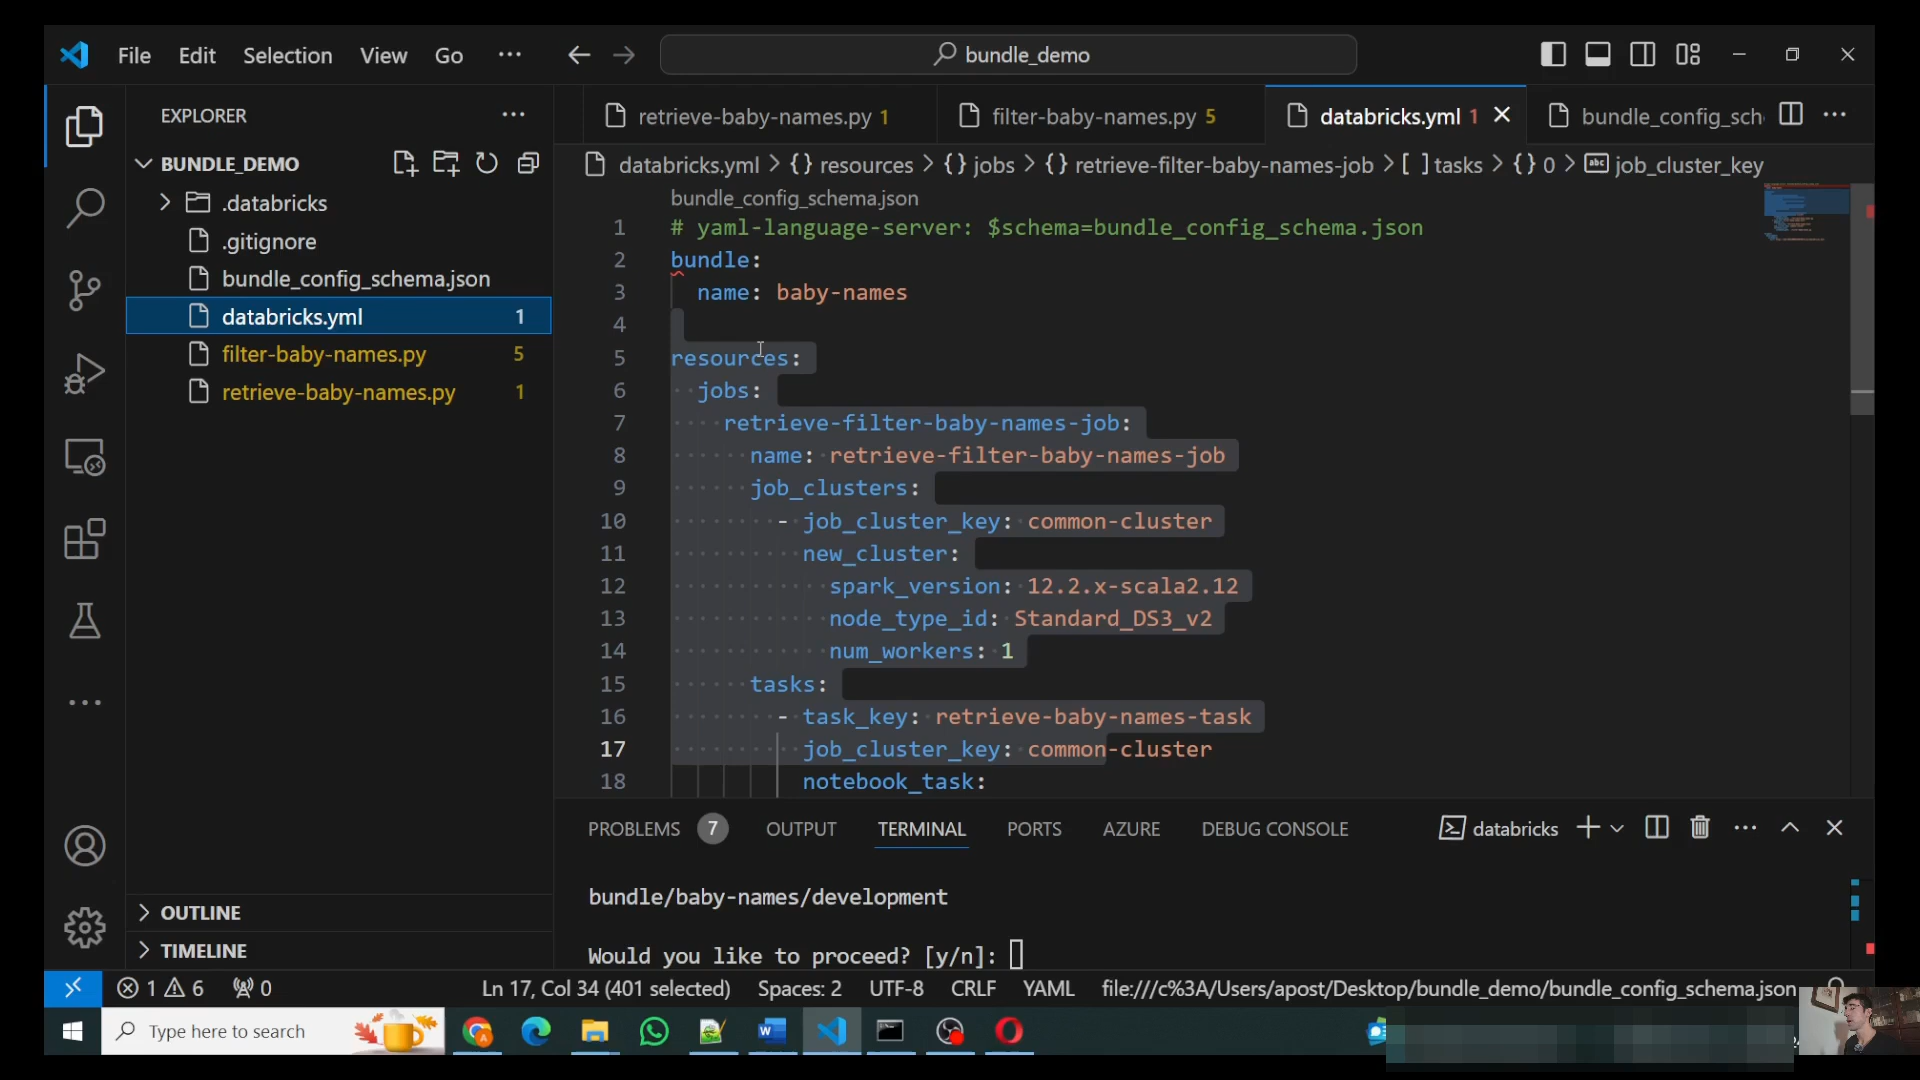 File Edit Selection View Go ···
bundle_demo
EXPLORER
BUNDLE_DEMO
.databricks
.gitignore
bundle_config_schema.json
databricks.yml 1
filter-baby-names.py 5
retrieve-baby-names.py 1
OUTLINE
TIMELINE
retrieve-baby-names.py 1
filter-baby-names.py 5
databricks.yml 1
bundle_config_sch
databricks.yml > {} resources > {} jobs > {} retrieve-filter-baby-names-job > [ ] tasks > {} 0 > abc job_cluster_key
bundle_config_schema.json
1 # yaml-language-server: $schema=bundle_config_schema.json
2 bundle:
3 name: baby-names
4
5 resources:
6 ··jobs:
7 ····retrieve-filter-baby-names-job:
8 ······name:·retrieve-filter-baby-names-job
9 ······job_clusters:
10 ········-·job_cluster_key:·common-cluster
11 ··········new_cluster:
12 ············spark_version:·12.2.x-scala2.12
13 ············node_type_id:·Standard_DS3_v2
14 ············num_workers:·1
15 ······tasks:
16 ········-·task_key:·retrieve-baby-names-task
17 ··········job_cluster_key:·common-cluster
18 notebook_task:
PROBLEMS 7 OUTPUT TERMINAL PORTS AZURE DEBUG CONSOLE
databricks
bundle/baby-names/development
Would you like to proceed? [y/n]:
1 6 0 Ln 17, Col 34 (401 selected) Spaces: 2 UTF-8 CRLF YAML file:///c%3A/Users/apost/Desktop/bundle_demo/bundle_config_schema.json
Type here to search